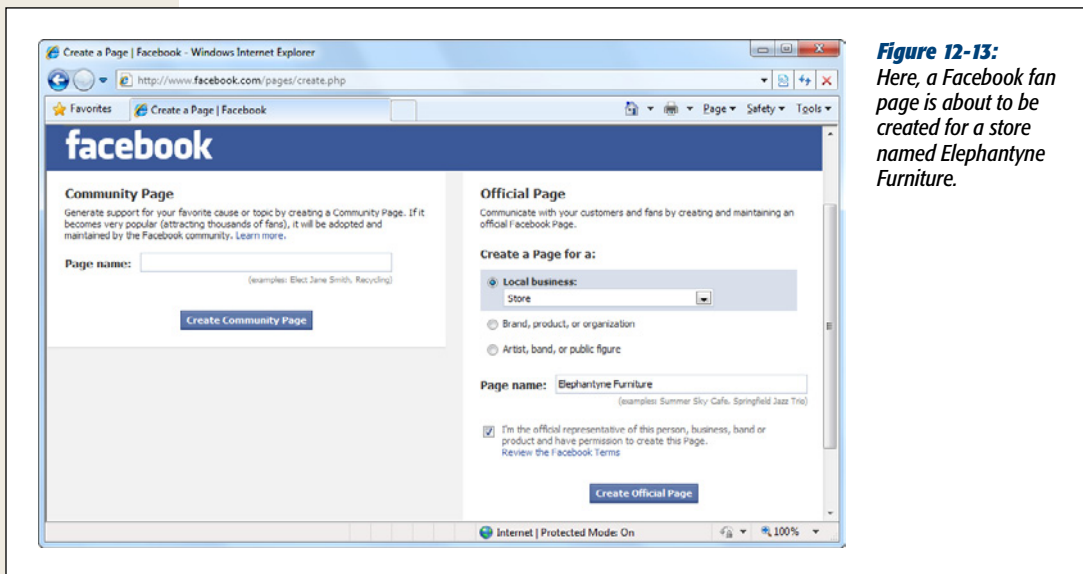 Create a Page | Facebook - Windows Internet Explorer
http://www.facebook.com/pages/create.php
Favorites
Create a Page | Facebook
Page
Safety
Tools
facebook
Community Page
Generate support for your favorite cause or topic by creating a Community Page. If it
becomes very popular (attracting thousands of fans), it will be adopted and
maintained by the Facebook community. Learn more.
Page name:
(examples: Elect Jane Smith, Recycling)
Create Community Page
Official Page
Communicate with your customers and fans by creating and maintaining an
official Facebook Page.
Create a Page for a:
Local business:
Store
Brand, product, or organization
Artist, band, or public figure
Page name: Elephantyne Furniture
(examples: Summer Sky Cafe, Springfield Jazz Trio)
I'm the official representative of this person, business, band or
product and have permission to create this Page.
Review the Facebook Terms
Create Official Page
Internet | Protected Mode: On
100%
Figure 12-13:
Here, a Facebook fan
page is about to be
created for a store
named Elephantyne
Furniture.